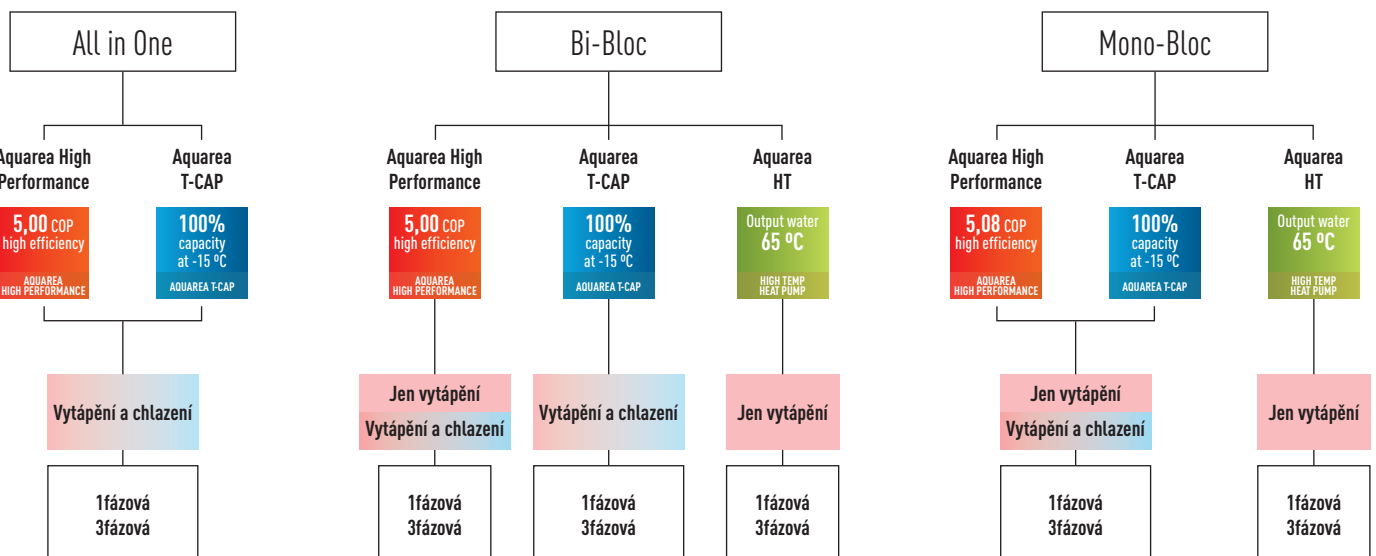 All in One
Aquarea High
Performance
5,00 COP
high efficiency
AQUAREA
HIGH PERFORMANCE
Aquarea
T-CAP
100%
capacity
at -15 ºC
AQUAREA T-CAP
Vytápění a chlazení
1fázová
3fázová
Bi-Bloc
Aquarea High
Performance
5,00 COP
high efficiency
AQUAREA
HIGH PERFORMANCE
Jen vytápění
Vytápění a chlazení
1fázová
3fázová
Aquarea
T-CAP
100%
capacity
at -15 ºC
AQUAREA T-CAP
Vytápění a chlazení
1fázová
3fázová
Aquarea
HT
Output water
65 ºC
HIGH TEMP
HEAT PUMP
Jen vytápění
1fázová
3fázová
Mono-Bloc
Aquarea High
Performance
5,08 COP
high efficiency
AQUAREA
HIGH PERFORMANCE
Aquarea
T-CAP
100%
capacity
at -15 ºC
AQUAREA T-CAP
Jen vytápění
Vytápění a chlazení
1fázová
3fázová
Aquarea
HT
Output water
65 ºC
HIGH TEMP
HEAT PUMP
Jen vytápění
1fázová
3fázová